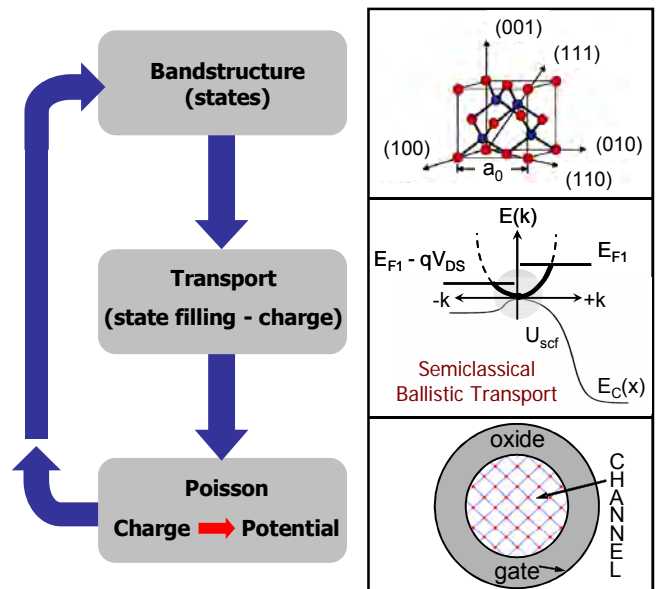 Bandstructure
(states)
Transport
(state filling - charge)
Poisson
Charge Potential
(001)
(111)
(100)
(010)
(110)
a0
E(k)
EF1 - qVDS
EF1
-k
+k
Uscf
Semiclassical
Ballistic Transport
EC(x)
oxide
CHANNEL
gate